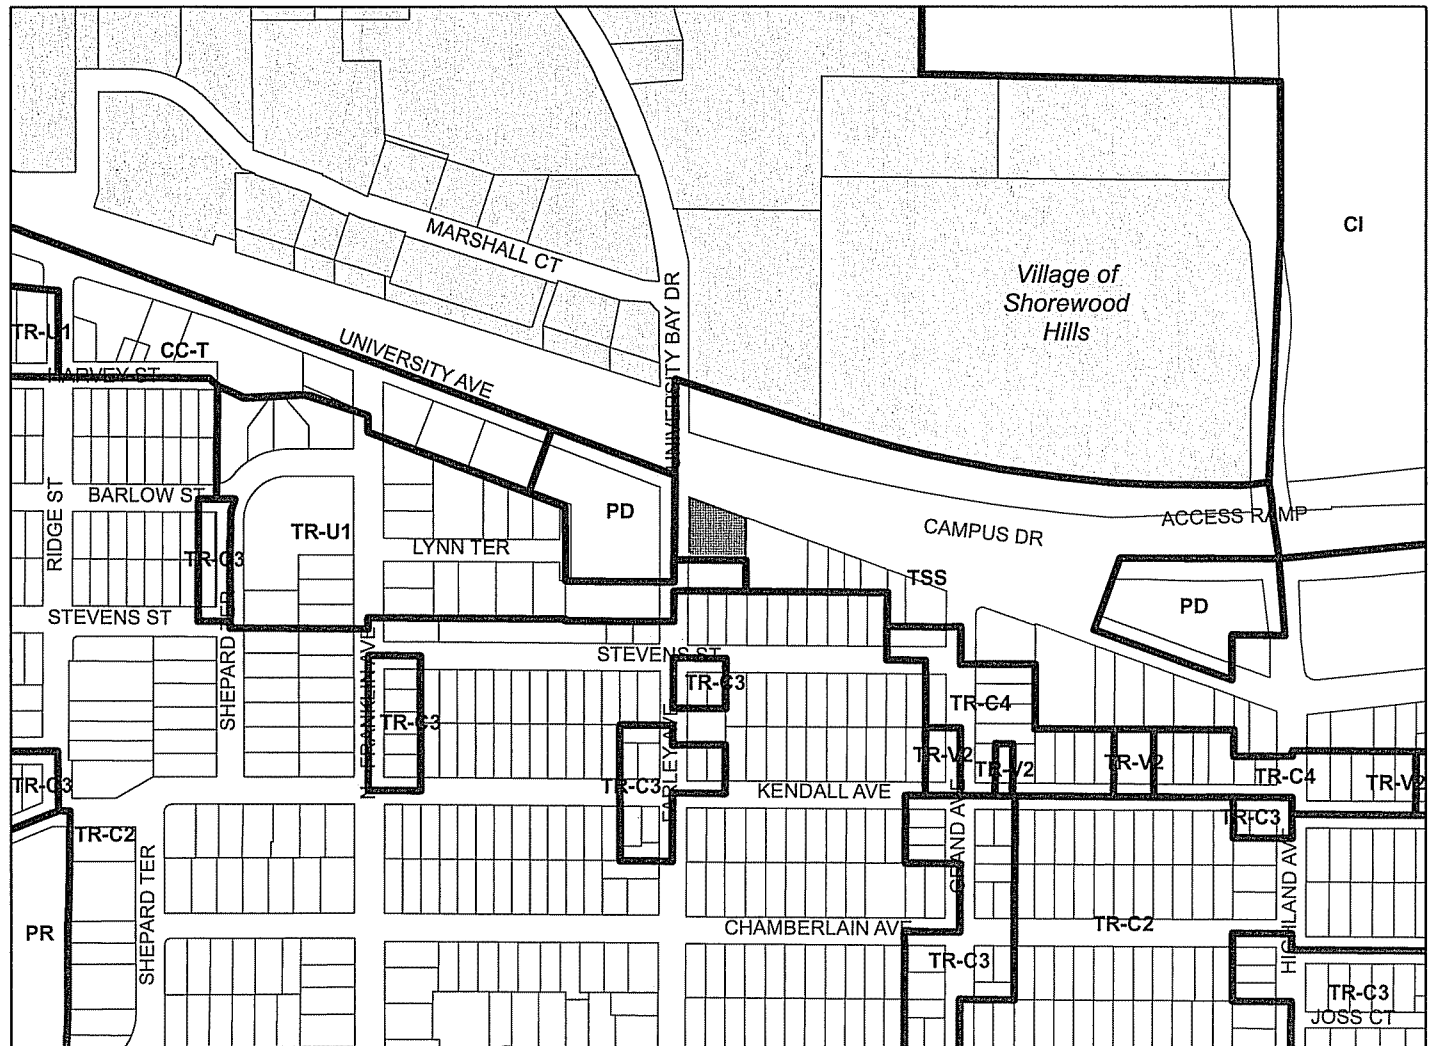 CI
MARSHALL CT
Village of
Shorewood
Hills
UNIVERSITY BAY DR
TR-U1
CC-T
HARVEY ST
UNIVERSITY AVE
BARLOW ST
RIDGE ST
PD
TR-U1
CAMPUS DR
ACCESS RAMP
LYNN TER
TR-C3
TSS
PD
STEVENS ST
SHEPARD TER
STEVENS ST
TR-C3
TR-C4
N FRANKLIN AVE
TR-C3
FARLEY AVE
TR-V2
TR-V2
TR-V2
TR-C4
TR-V2
TR-C3
TR-C3
KENDALL AVE
GRAND AVE
TR-C3
TR-C2
SHEPARD TER
HIGHLAND AVE
PR
CHAMBERLAIN AVE
TR-C2
TR-C3
TR-C3
JOSS CT